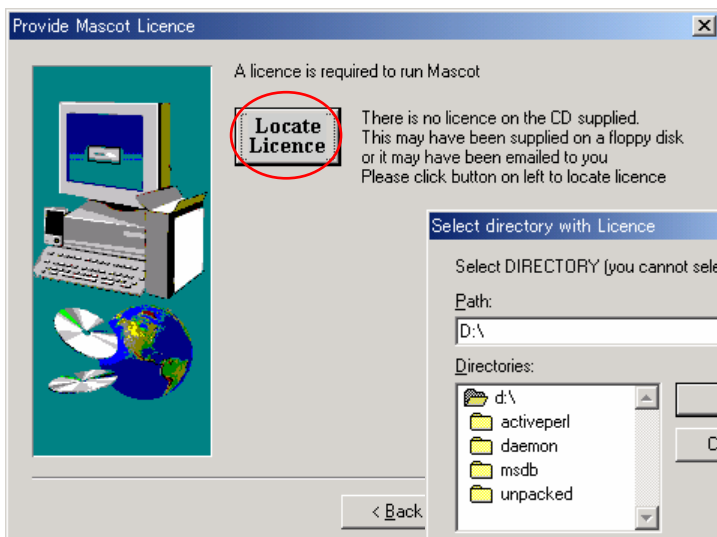 Provide Mascot Licence
A licence is required to run Mascot
Locate
Licence
There is no licence on the CD supplied.
This may have been supplied on a floppy disk
or it may have been emailed to you
Please click button on left to locate licence
Select directory with Licence
Select DIRECTORY (you cannot sele
Path:
D:\
Directories:
d:\
activeperl
daemon
msdb
unpacked
C
< Back